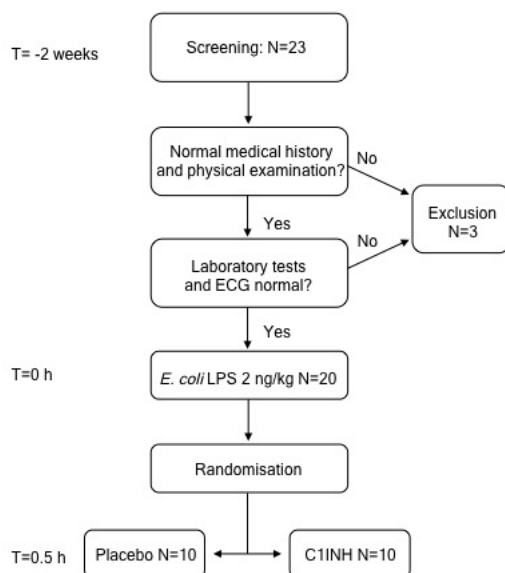 Screening: N=23
T= -2 weeks
Normal medical history
and physical examination?
No
Exclusion
N=3
Yes
No
Laboratory tests
and ECG normal?
Yes
T=0 h
E. coli LPS 2 ng/kg N=20
Randomisation
T=0.5 h
Placebo N=10
C1INH N=10